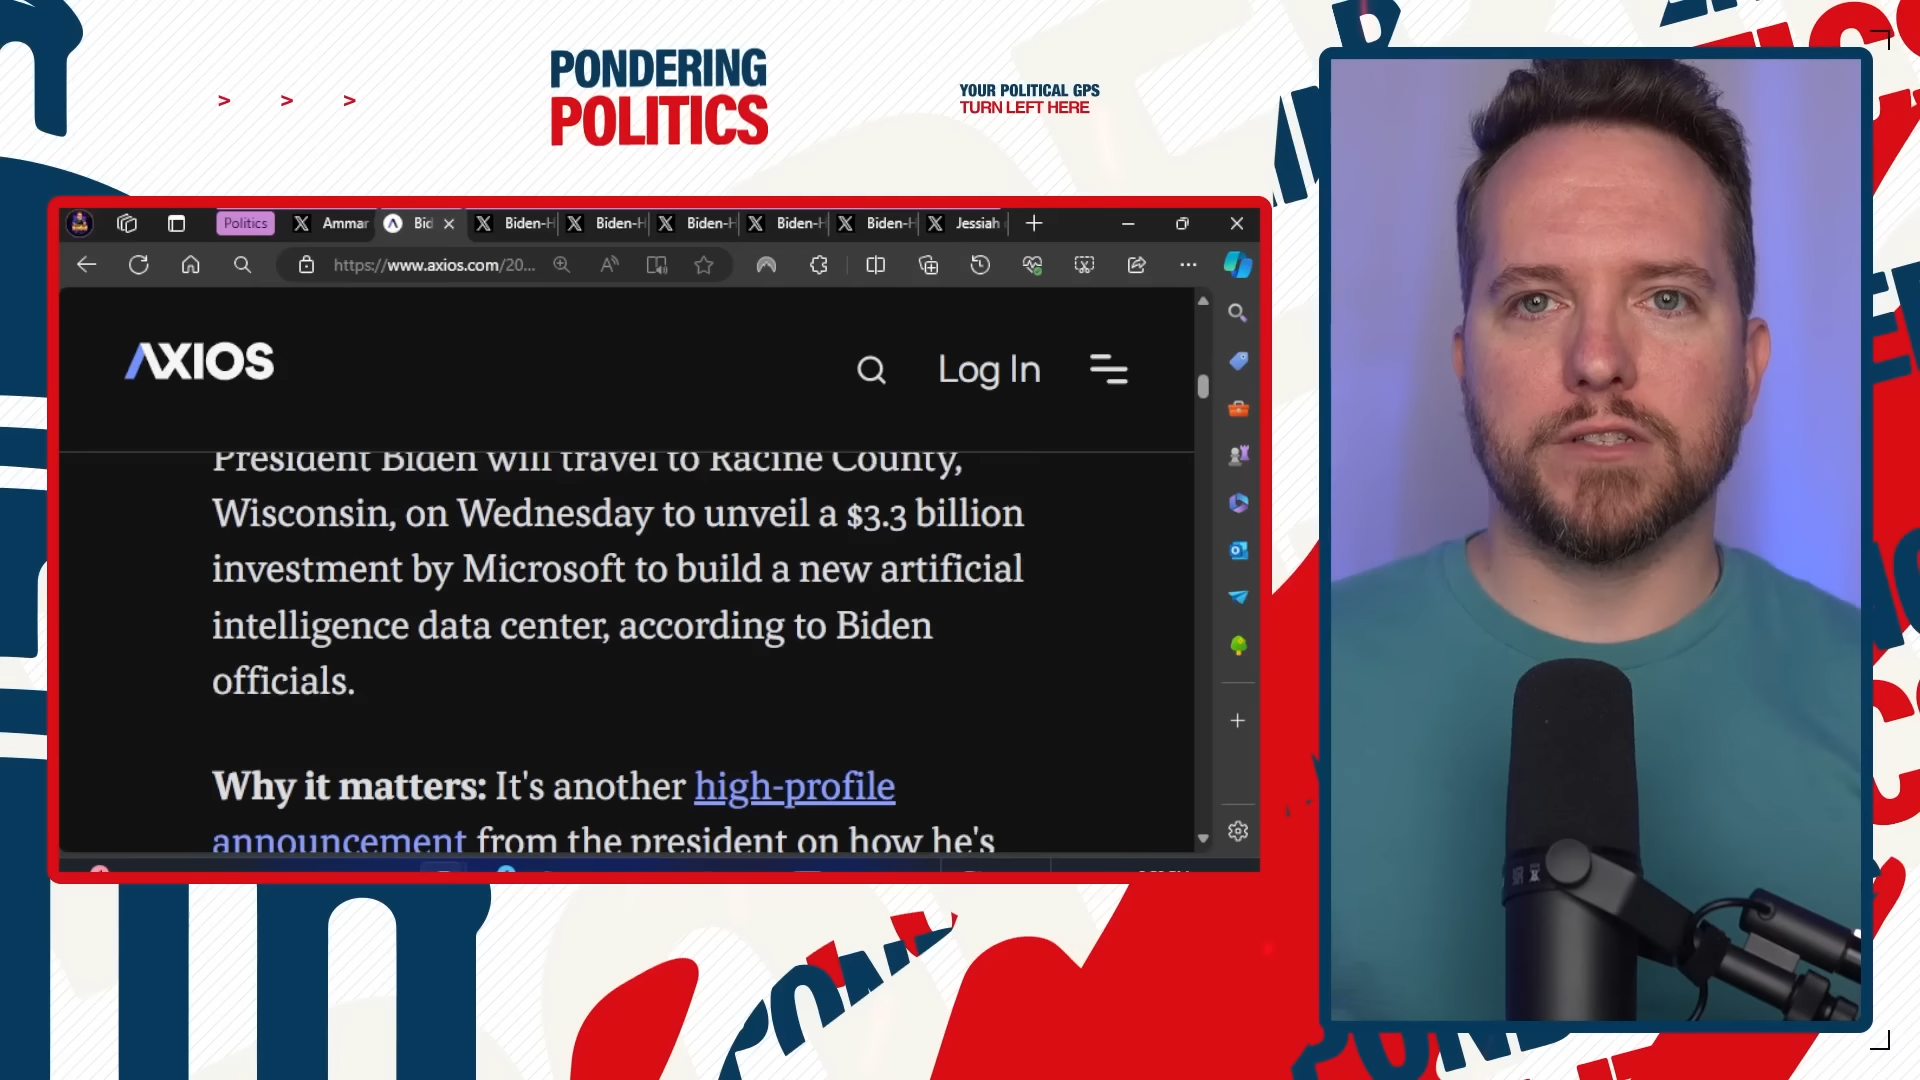 PONDERING
POLITICS
YOUR POLITICAL GPS
TURN LEFT HERE
> > >
Politics
Ammar
Bid
Biden-H
Biden-H
Biden-H
Biden-H
Biden-H
Jessiah
https://www.axios.com/20...
AXIOS
Log In
President Biden will travel to Racine County,
Wisconsin, on Wednesday to unveil a $3.3 billion
investment by Microsoft to build a new artificial
intelligence data center, according to Biden
officials.
Why it matters: It's another high-profile
announcement from the president on how he's